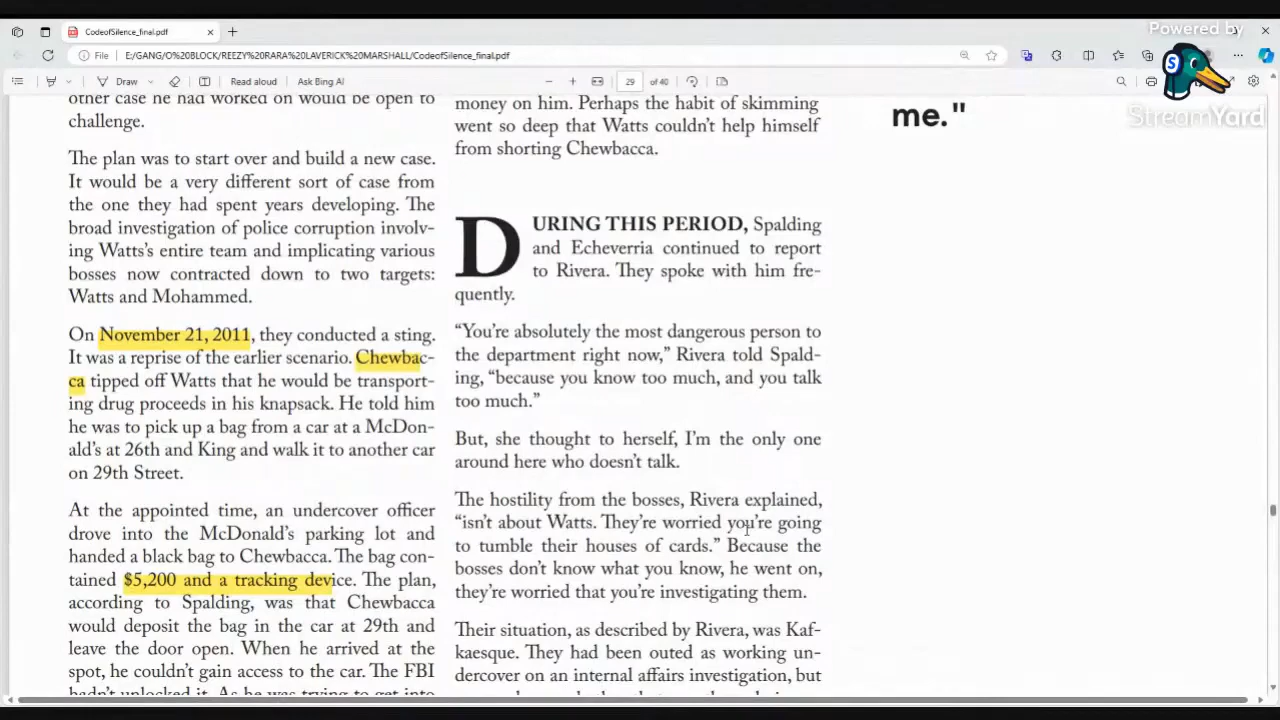 Powered by
StreamYard
CodeofSilence_final.pdf
File
E:/GANG/O%20BLOCK/REEZY%20RARA%20LAVERICK%20MARSHALL/CodeofSilence_final.pdf
Draw
Read aloud
Ask Bing AI
29
of 40
other case he had worked on would be open to
challenge.
The plan was to start over and build a new case.
It would be a very different sort of case from
the one they had spent years developing. The
broad investigation of police corruption involv-
ing Watts's entire team and implicating various
bosses now contracted down to two targets:
Watts and Mohammed.
On November 21, 2011, they conducted a sting.
It was a reprise of the earlier scenario. Chewbac-
ca tipped off Watts that he would be transport-
ing drug proceeds in his knapsack. He told him
he was to pick up a bag from a car at a McDon-
ald's at 26th and King and walk it to another car
on 29th Street.
At the appointed time, an undercover officer
drove into the McDonald's parking lot and
handed a black bag to Chewbacca. The bag con-
tained $5,200 and a tracking device. The plan,
according to Spalding, was that Chewbacca
would deposit the bag in the car at 29th and
leave the door open. When he arrived at the
spot, he couldn't gain access to the car. The FBI
hadn't unlocked it. As he was trying to get into
money on him. Perhaps the habit of skimming
went so deep that Watts couldn't help himself
from shorting Chewbacca.
DURING THIS PERIOD, Spalding
and Echeverria continued to report
to Rivera. They spoke with him fre-
quently.
"You're absolutely the most dangerous person to
the department right now," Rivera told Spald-
ing, "because you know too much, and you talk
too much."
But, she thought to herself, I'm the only one
around here who doesn't talk.
The hostility from the bosses, Rivera explained,
"isn't about Watts. They're worried you're going
to tumble their houses of cards." Because the
bosses don't know what you know, he went on,
they're worried that you're investigating them.
Their situation, as described by Rivera, was Kaf-
kaesque. They had been outed as working un-
dercover on an internal affairs investigation, but
me."